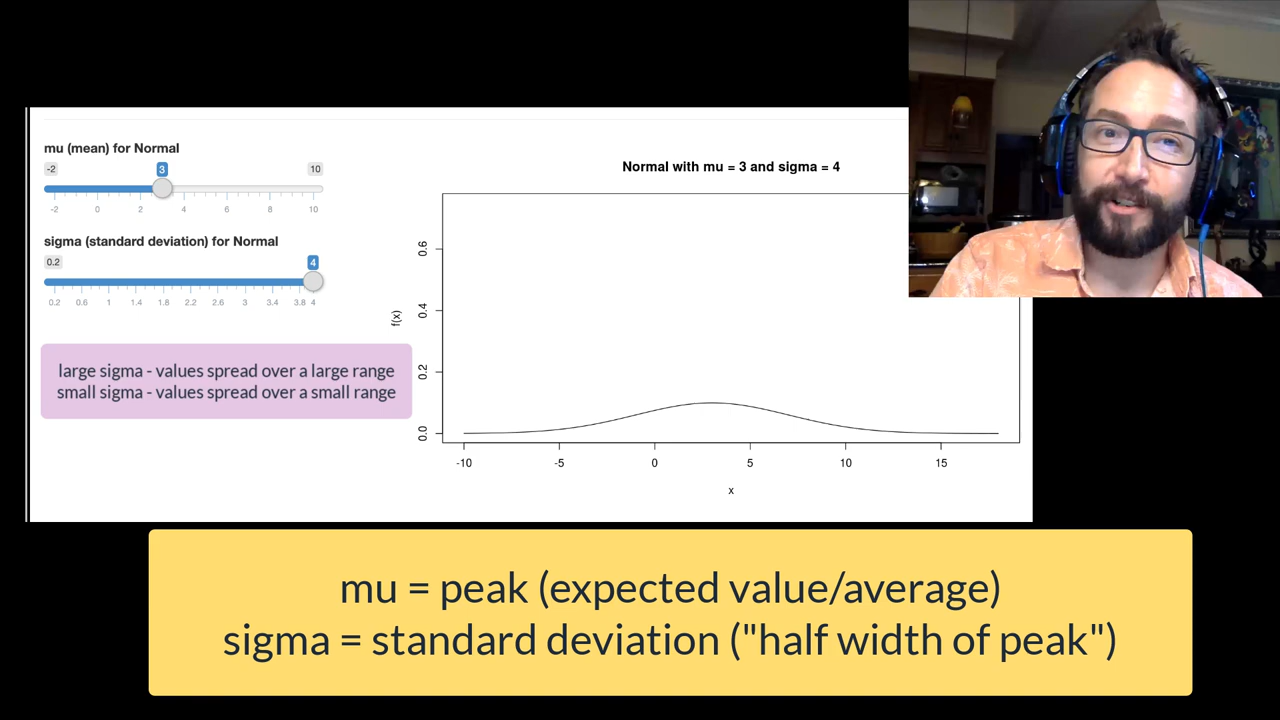 mu (mean) for Normal
-2 3 10
-2 0 2 4 6 8 10
sigma (standard deviation) for Normal
0.2 4
0.2 0.6 1 1.4 1.8 2.2 2.6 3 3.4 3.8 4
large sigma - values spread over a large range
small sigma - values spread over a small range
Normal with mu = 3 and sigma = 4
f(x)
0.6
0.4
0.2
0.0
-10 -5 0 5 10 15
x
mu = peak (expected value/average)
sigma = standard deviation ("half width of peak")